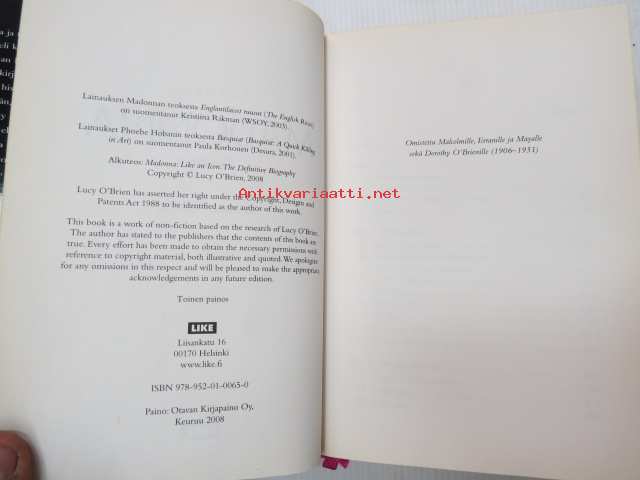 Lainauksen Madonnan teoksesta Englantilaiset ruusut (The English Roses)
on suomentanut Kristiina Rikman (WSOY, 2003).
Lainaukset Phoebe Hobanin teoksesta Basquiat (Basquiat: A Quick Killing
in Art) on suomentanut Paula Korhonen (Desura, 2001).
Alkuteos: Madonna: Like an Icon. The Definitive Biography
Copyright © Lucy O'Brien, 2008
Lucy O'Brien has asserted her right under the Copyright, Designs and
Patents Act 1988 to be identified as the author of this work.
This book is a work of non-fiction based on the research of Lucy O'Brien.
The author has stated to the publishers that the contents of this book are
true. Every effort has been made to obtain the necessary permissions with
reference to copyright material, both illustrative and quoted. We apologise
for any omissions in this respect and will be pleased to make the appropriate
acknowledgements in any future edition.
Toinen painos
LIKE
Liisankatu 16
00170 Helsinki
www.like.fi
ISBN 978-952-01-0065-0
Paino: Otavan Kirjapaino Oy,
Keuruu 2008
Omistettu Malcolmille, Erranille ja Mayalle
sekä Dorothy O'Brienille (1906–1951)
Antikvariaatti.net